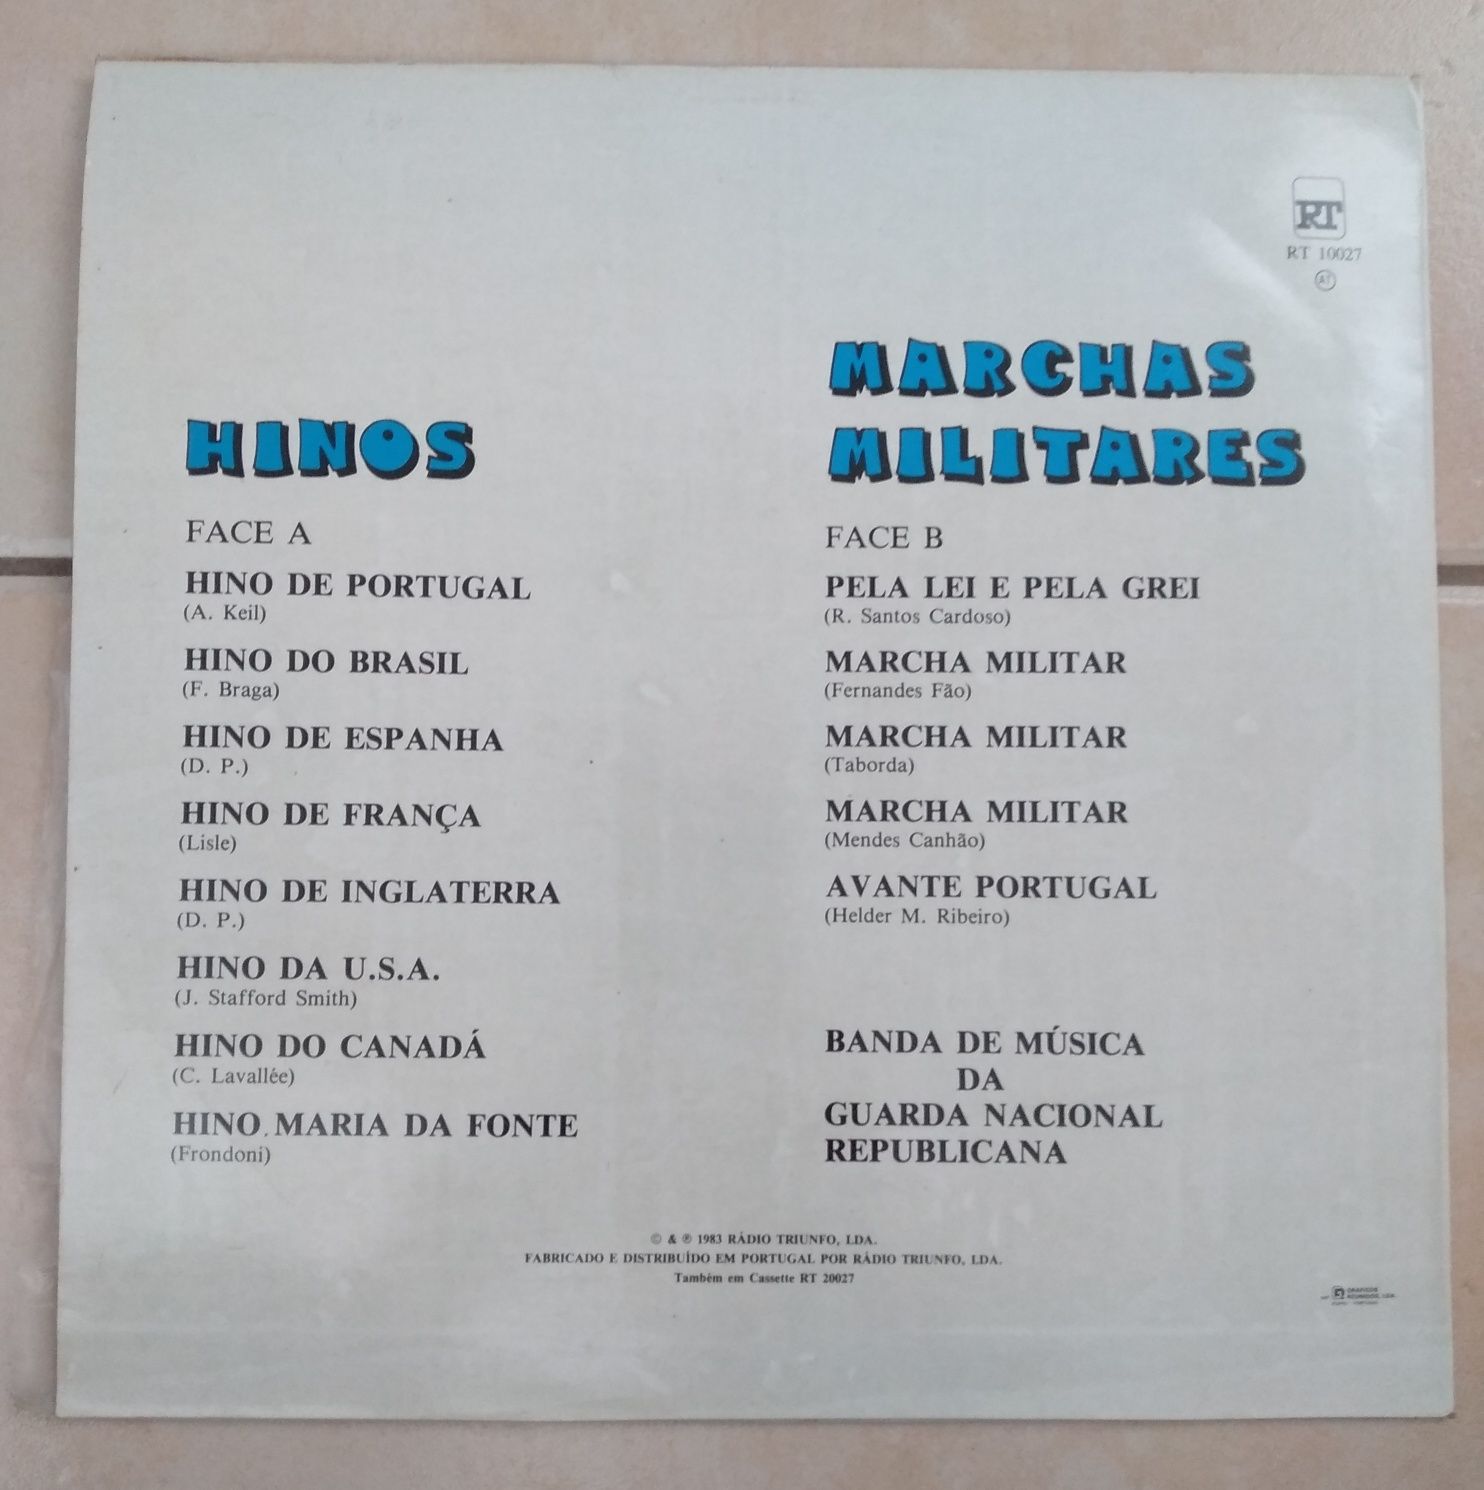 RT
RT 10027
HINOS
FACE A
HINO DE PORTUGAL
(A. Keil)
HINO DO BRASIL
(F. Braga)
HINO DE ESPANHA
(D. P.)
HINO DE FRANÇA
(Lisle)
HINO DE INGLATERRA
(D. P.)
HINO DA U.S.A.
(J. Stafford Smith)
HINO DO CANADÁ
(C. Lavallée)
HINO MARIA DA FONTE
(Frondoni)
MARCHAS
MILITARES
FACE B
PELA LEI E PELA GREI
(R. Santos Cardoso)
MARCHA MILITAR
(Fernandes Fão)
MARCHA MILITAR
(Taborda)
MARCHA MILITAR
(Mendes Canhão)
AVANTE PORTUGAL
(Helder M. Ribeiro)
BANDA DE MÚSICA
DA
GUARDA NACIONAL
REPUBLICANA
© & ℗ 1983 RÁDIO TRIUNFO, LDA.
FABRICADO E DISTRIBUÍDO EM PORTUGAL POR RÁDIO TRIUNFO, LDA.
Também em Cassette RT 20027
GRÁFICOS
REUNIDOS, LDA.